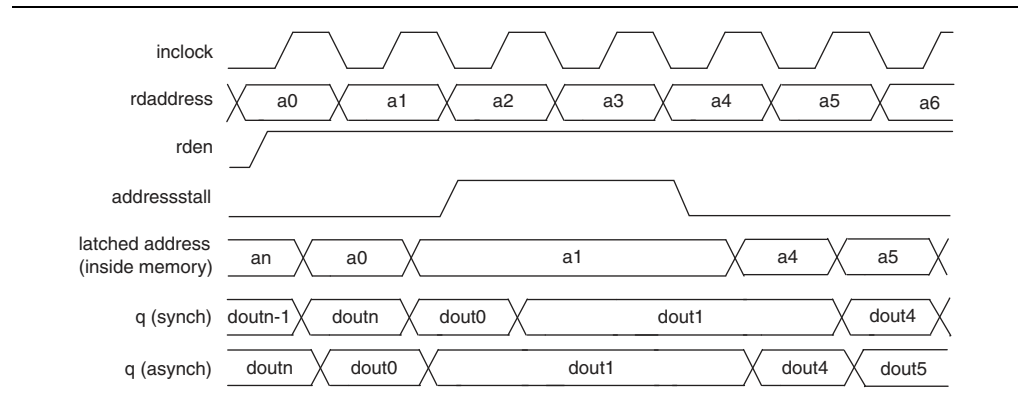 inclock
rdaddress a0 a1 a2 a3 a4 a5 a6
rden
addressstall
latched address
(inside memory) an a0 a1 a4 a5
q (synch) doutn-1 doutn dout0 dout1 dout4
q (asynch) doutn dout0 dout1 dout4 dout5